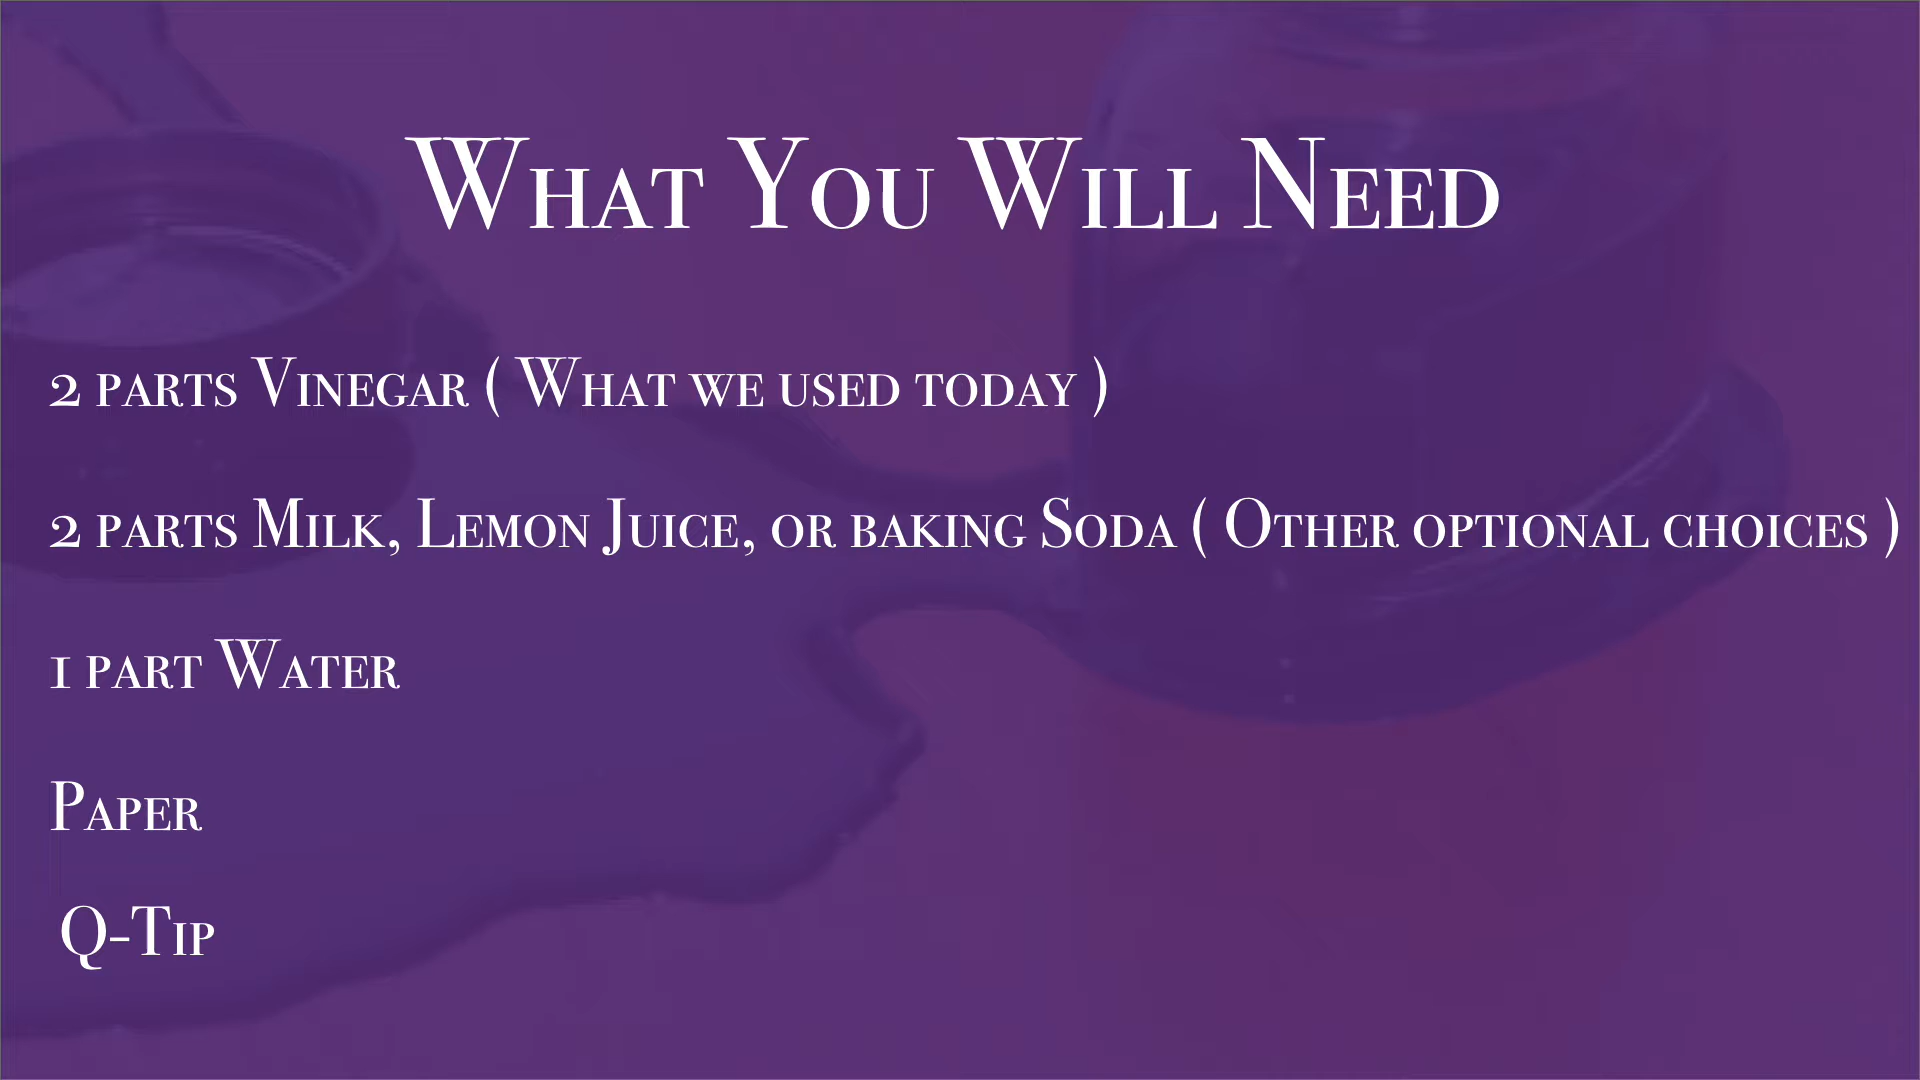 What You Will Need
2 parts Vinegar ( What we used today )
2 parts Milk, Lemon Juice, or baking Soda ( Other optional choices )
1 part Water
Paper
Q-Tip